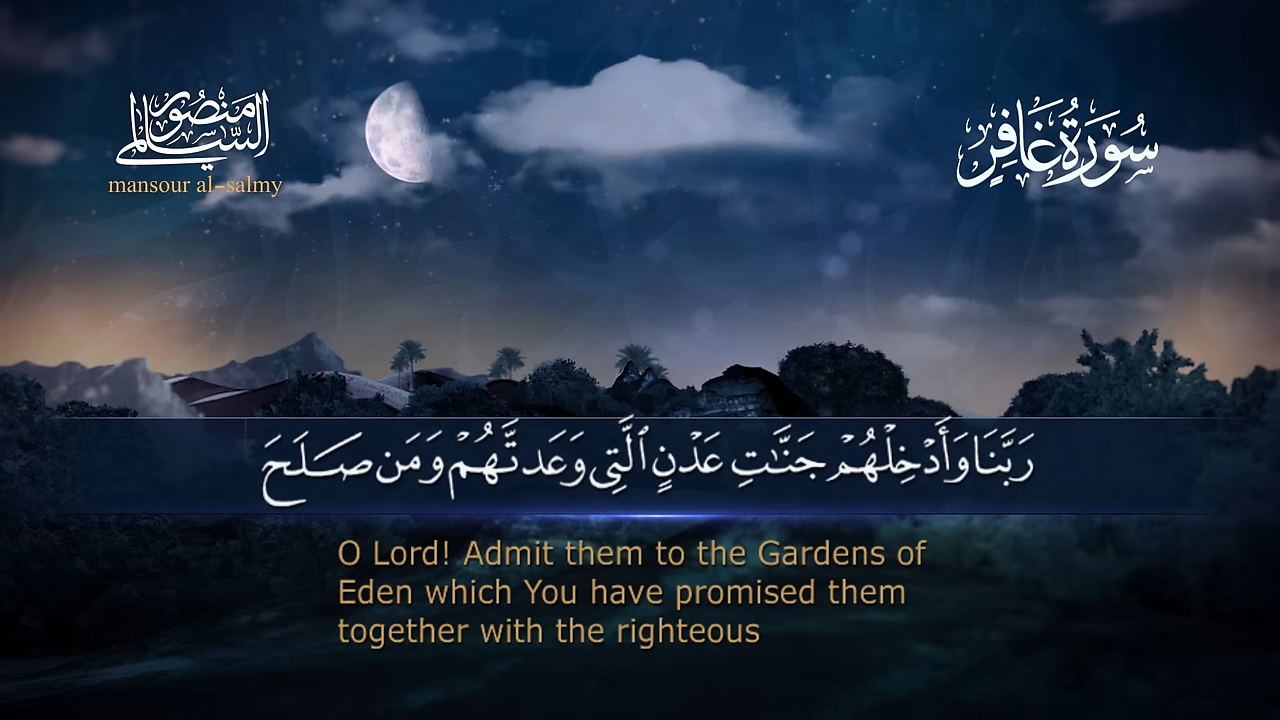 منصور السالمي
mansour al-salmy
سُورَةُ غَافِرٍ
رَبَّنَا وَأَدْخِلْهُمْ جَنَّٰتِ عَدْنٍ ٱلَّتِى وَعَدتَّهُمْ وَمَن صَلَحَ
O Lord! Admit them to the Gardens of
Eden which You have promised them
together with the righteous